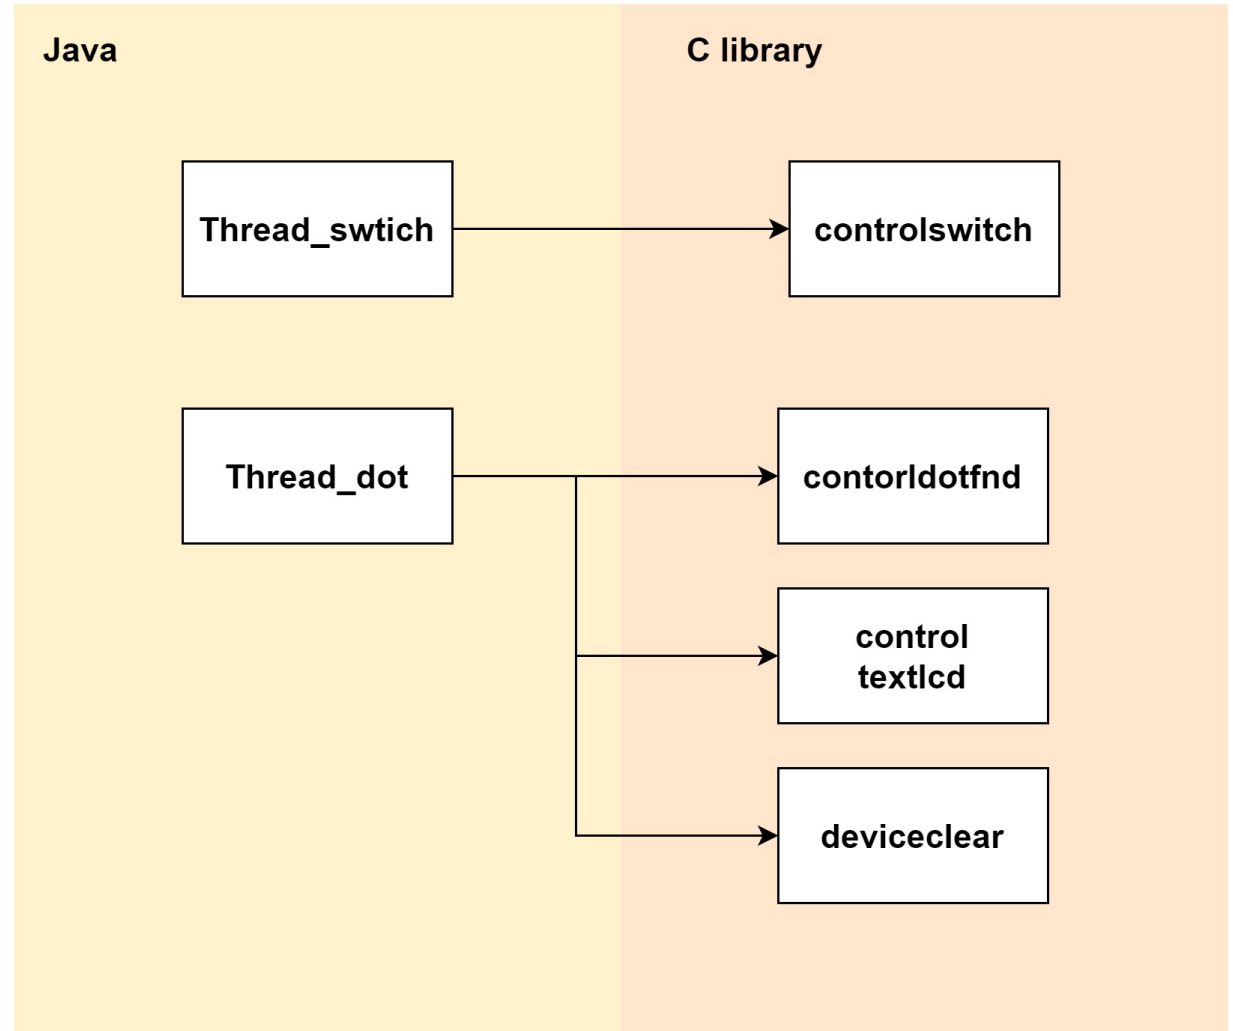 Java
C library
Thread_swtich
controlswitch
Thread_dot
contorldotfnd
control
textlcd
deviceclear